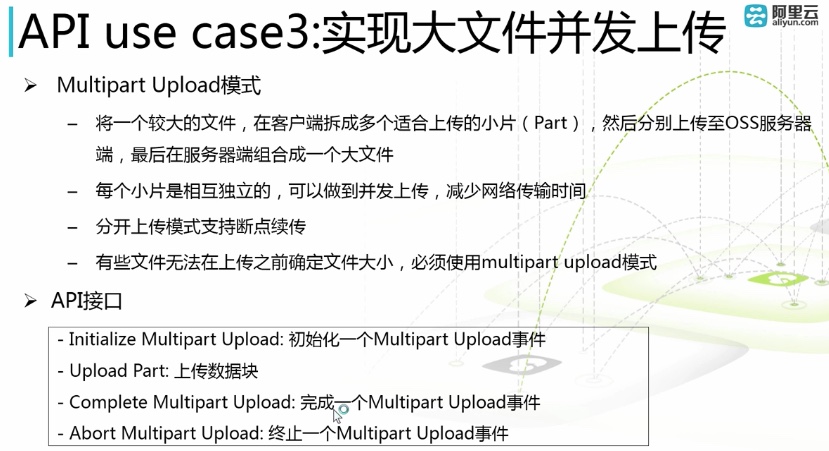 API use case3:实现大文件并发上传
阿里云
aliyun.com
➢ Multipart Upload模式
– 将一个较大的文件，在客户端拆成多个适合上传的小片（Part），然后分别上传至OSS服务器
端，最后在服务器端组合成一个大文件
– 每个小片是相互独立的，可以做到并发上传，减少网络传输时间
– 分开上传模式支持断点续传
– 有些文件无法在上传之前确定文件大小，必须使用multipart upload模式
➢ API接口
- Initialize Multipart Upload: 初始化一个Multipart Upload事件
- Upload Part: 上传数据块
- Complete Multipart Upload: 完成一个Multipart Upload事件
- Abort Multipart Upload: 终止一个Multipart Upload事件